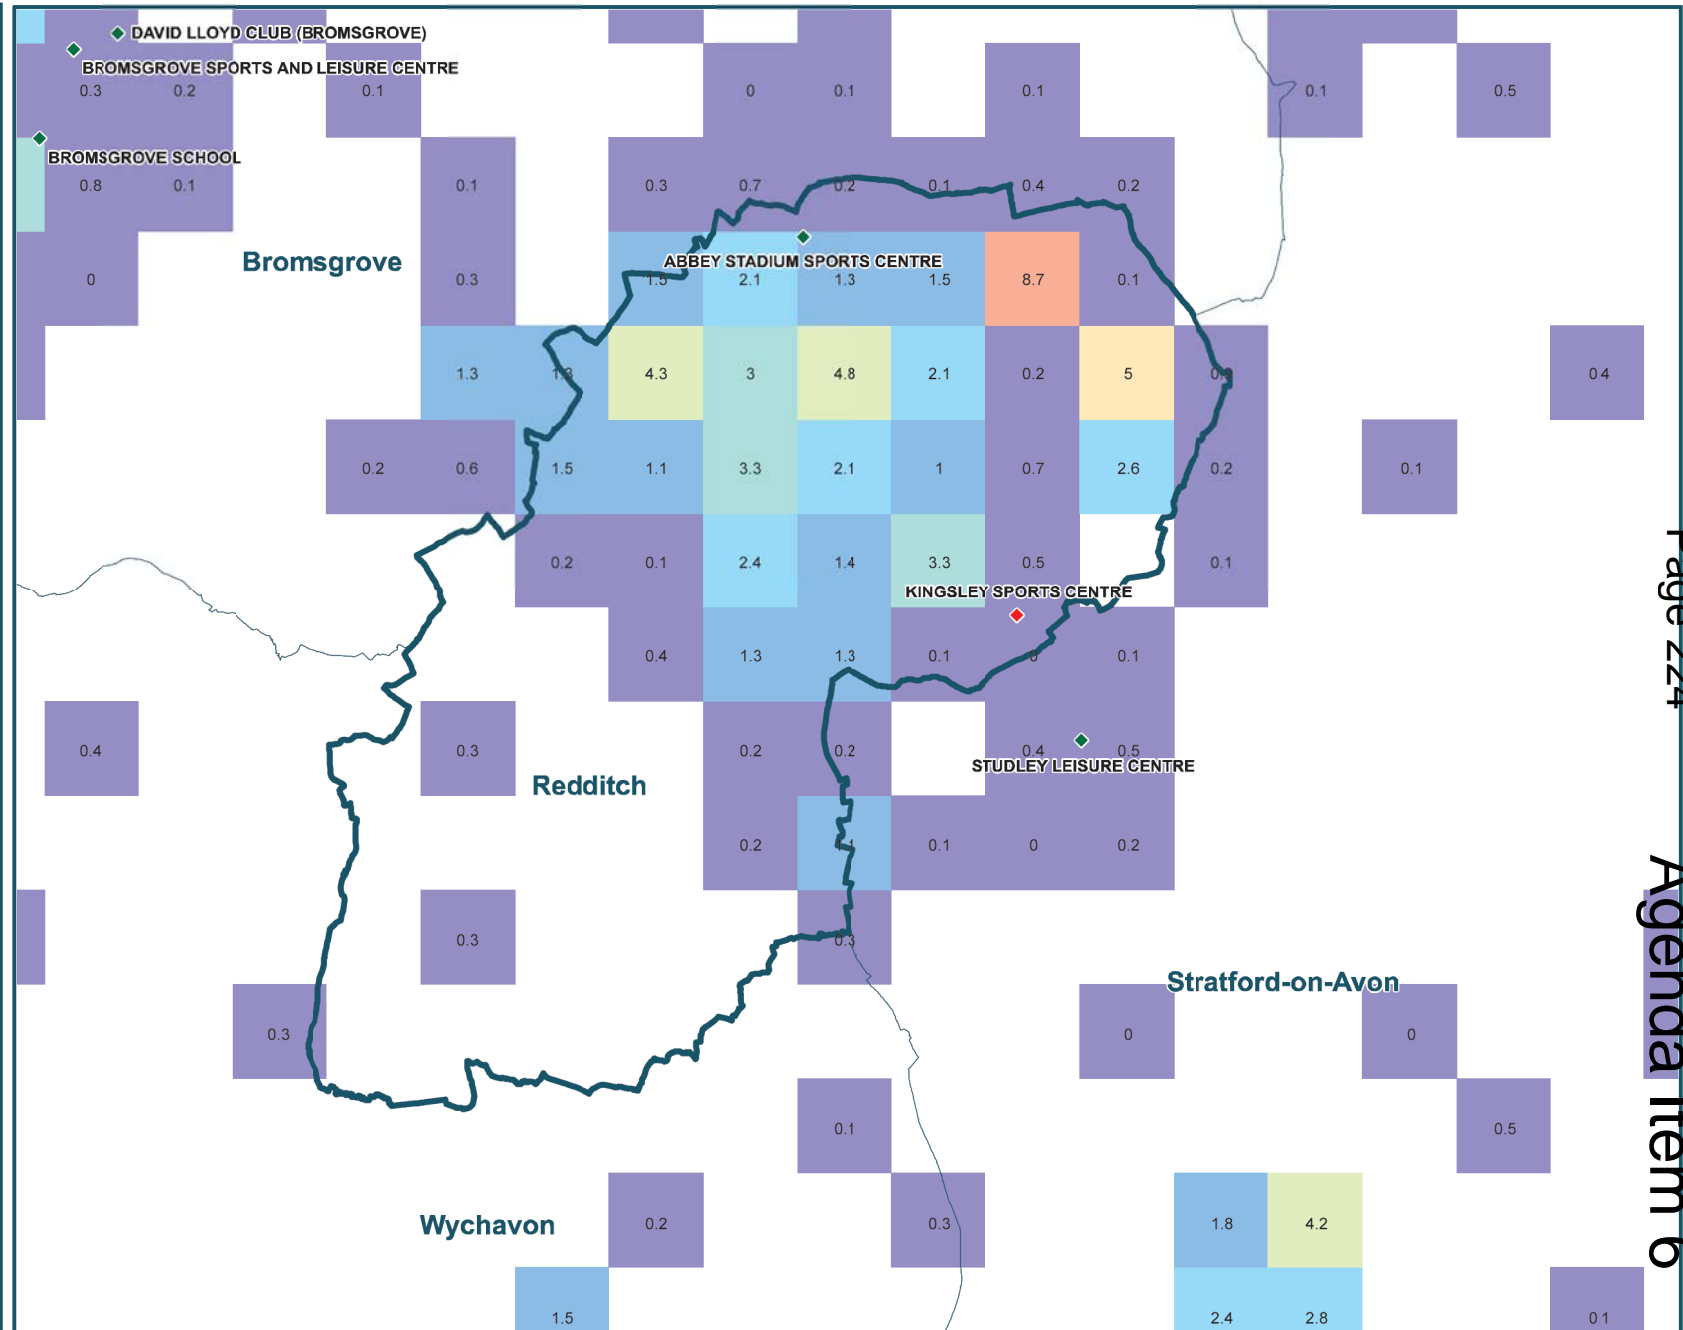 DAVID LLOYD CLUB (BROMSGROVE)
BROMSGROVE SPORTS AND LEISURE CENTRE
0.3 0.2 0.1 0 0.1 0.1 0.1 0.5
BROMSGROVE SCHOOL
0.8 0.1 0.1 0.3 0.7 0.2 0.1 0.4 0.2
Bromsgrove
ABBEY STADIUM SPORTS CENTRE
0 0.3 1.5 2.1 1.3 1.5 8.7 0.1
1.3 1.3 4.3 3 4.8 2.1 0.2 5 0.4
0.2 0.6 1.5 1.1 3.3 2.1 1 0.7 2.6 0.2 0.1
0.2 0.1 2.4 1.4 3.3 0.5 0.1
KINGSLEY SPORTS CENTRE
0.4 1.3 1.3 0.1 0 0.1
0.4 0.3 0.2 0.2 0.4 0.5
STUDLEY LEISURE CENTRE
Redditch
0.2 1.1 0.1 0 0.2
0.3 0.3
Stratford-on-Avon
0.3 0 0
0.1 0.5
Wychavon
0.2 0.3 1.8 4.2
1.5 2.4 2.8 0.1
Page 224
Agenda Item 6